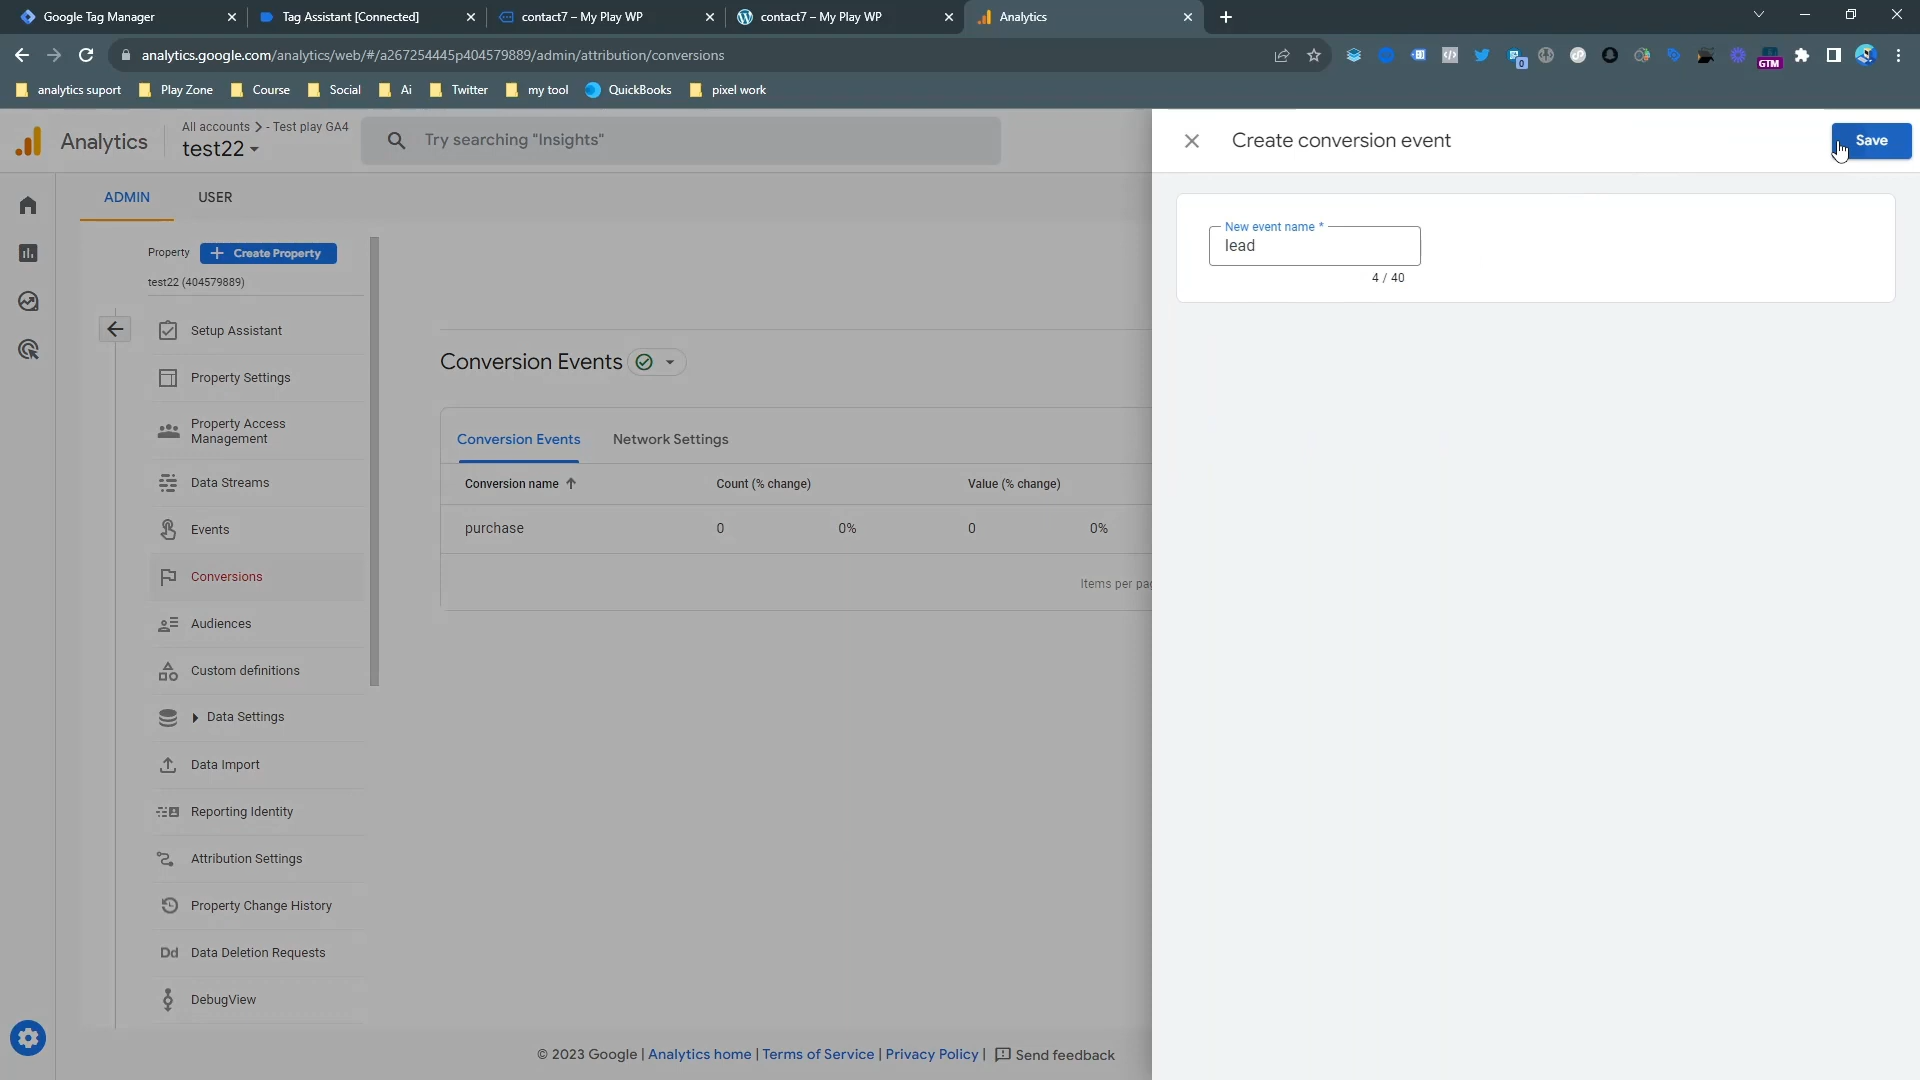 Google Tag Manager
Tag Assistant [Connected]
contact7 – My Play WP
contact7 – My Play WP
Analytics
analytics.google.com/analytics/web/#/a267254445p404579889/admin/attribution/conversions
0
GTM
analytics suport
Play Zone
Course
Social
Ai
Twitter
my tool
QuickBooks
pixel work
Analytics
All accounts > - Test play GA4
test22
Try searching "Insights"
Create conversion event
Save
ADMIN
USER
New event name *
lead
4 / 40
Property
+ Create Property
test22 (404579889)
Setup Assistant
Property Settings
Property Access
Management
Data Streams
Events
Conversions
Audiences
Custom definitions
Data Settings
Data Import
Reporting Identity
Attribution Settings
Property Change History
Dd Data Deletion Requests
DebugView
Conversion Events
Conversion Events
Network Settings
Conversion name
Count (% change)
Value (% change)
purchase
0
0%
0
0%
Items per pag
© 2023 Google | Analytics home | Terms of Service | Privacy Policy | Send feedback